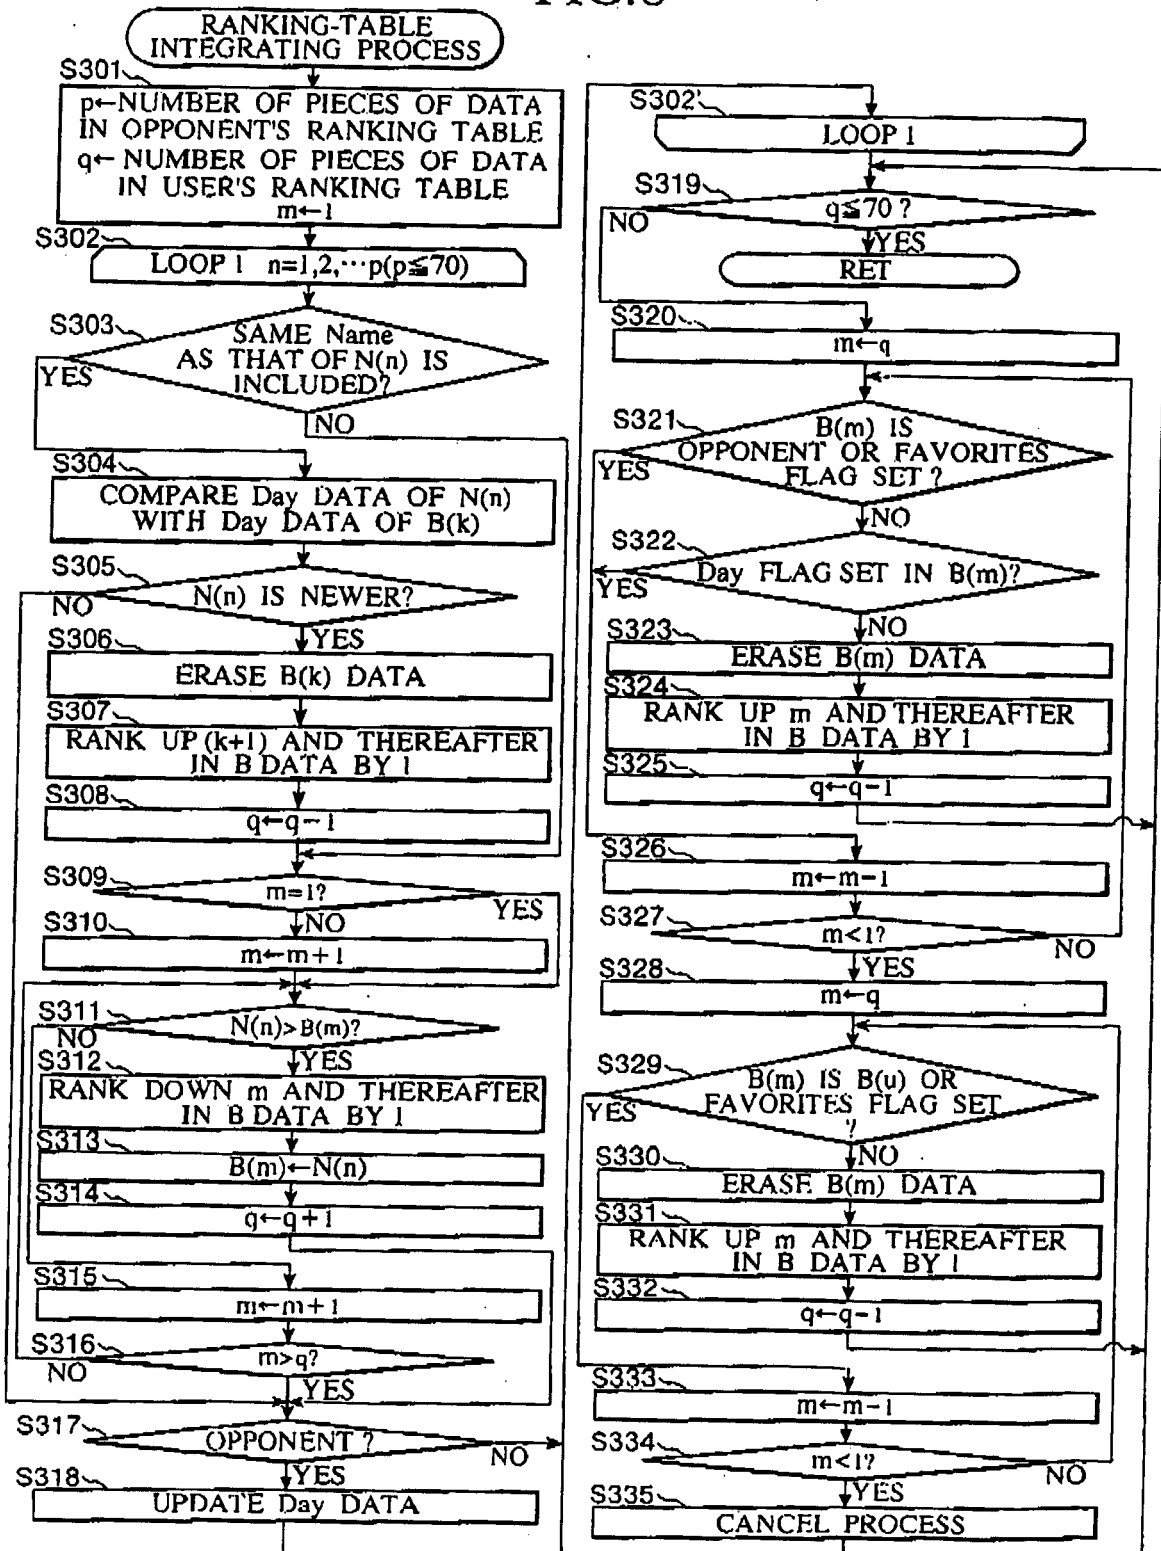 FIG.8
RANKING-TABLE
INTEGRATING PROCESS
S301
p←NUMBER OF PIECES OF DATA
IN OPPONENT'S RANKING TABLE
q← NUMBER OF PIECES OF DATA
IN USER'S RANKING TABLE
m←1
S302
LOOP 1 n=1,2,⋯p(p≦70)
S303
SAME Name
AS THAT OF N(n) IS
INCLUDED?
YES
NO
S304
COMPARE Day DATA OF N(n)
WITH Day DATA OF B(k)
S305
N(n) IS NEWER?
NO
YES
S306
ERASE B(k) DATA
S307
RANK UP (k+1) AND THEREAFTER
IN B DATA BY 1
S308
q←q-1
S309
m=1?
YES
NO
S310
m←m+1
S311
N(n)>B(m)?
NO
YES
S312
RANK DOWN m AND THEREAFTER
IN B DATA BY 1
S313
B(m)←N(n)
S314
q←q+1
S315
m←m+1
S316
m>q?
NO
YES
S317
OPPONENT ?
NO
YES
S318
UPDATE Day DATA
S302'
LOOP 1
S319
q≦70 ?
NO
YES
RET
S320
m←q
S321
B(m) IS
OPPONENT OR FAVORITES
FLAG SET ?
YES
NO
S322
Day FLAG SET IN B(m)?
YES
NO
S323
ERASE B(m) DATA
S324
RANK UP m AND THEREAFTER
IN B DATA BY 1
S325
q←q-1
S326
m←m-1
S327
m<1?
NO
YES
S328
m←q
S329
B(m) IS B(u) OR
FAVORITES FLAG SET
?
YES
NO
S330
ERASE B(m) DATA
S331
RANK UP m AND THEREAFTER
IN B DATA BY 1
S332
q←q-1
S333
m←m-1
S334
m<1?
NO
YES
S335
CANCEL PROCESS